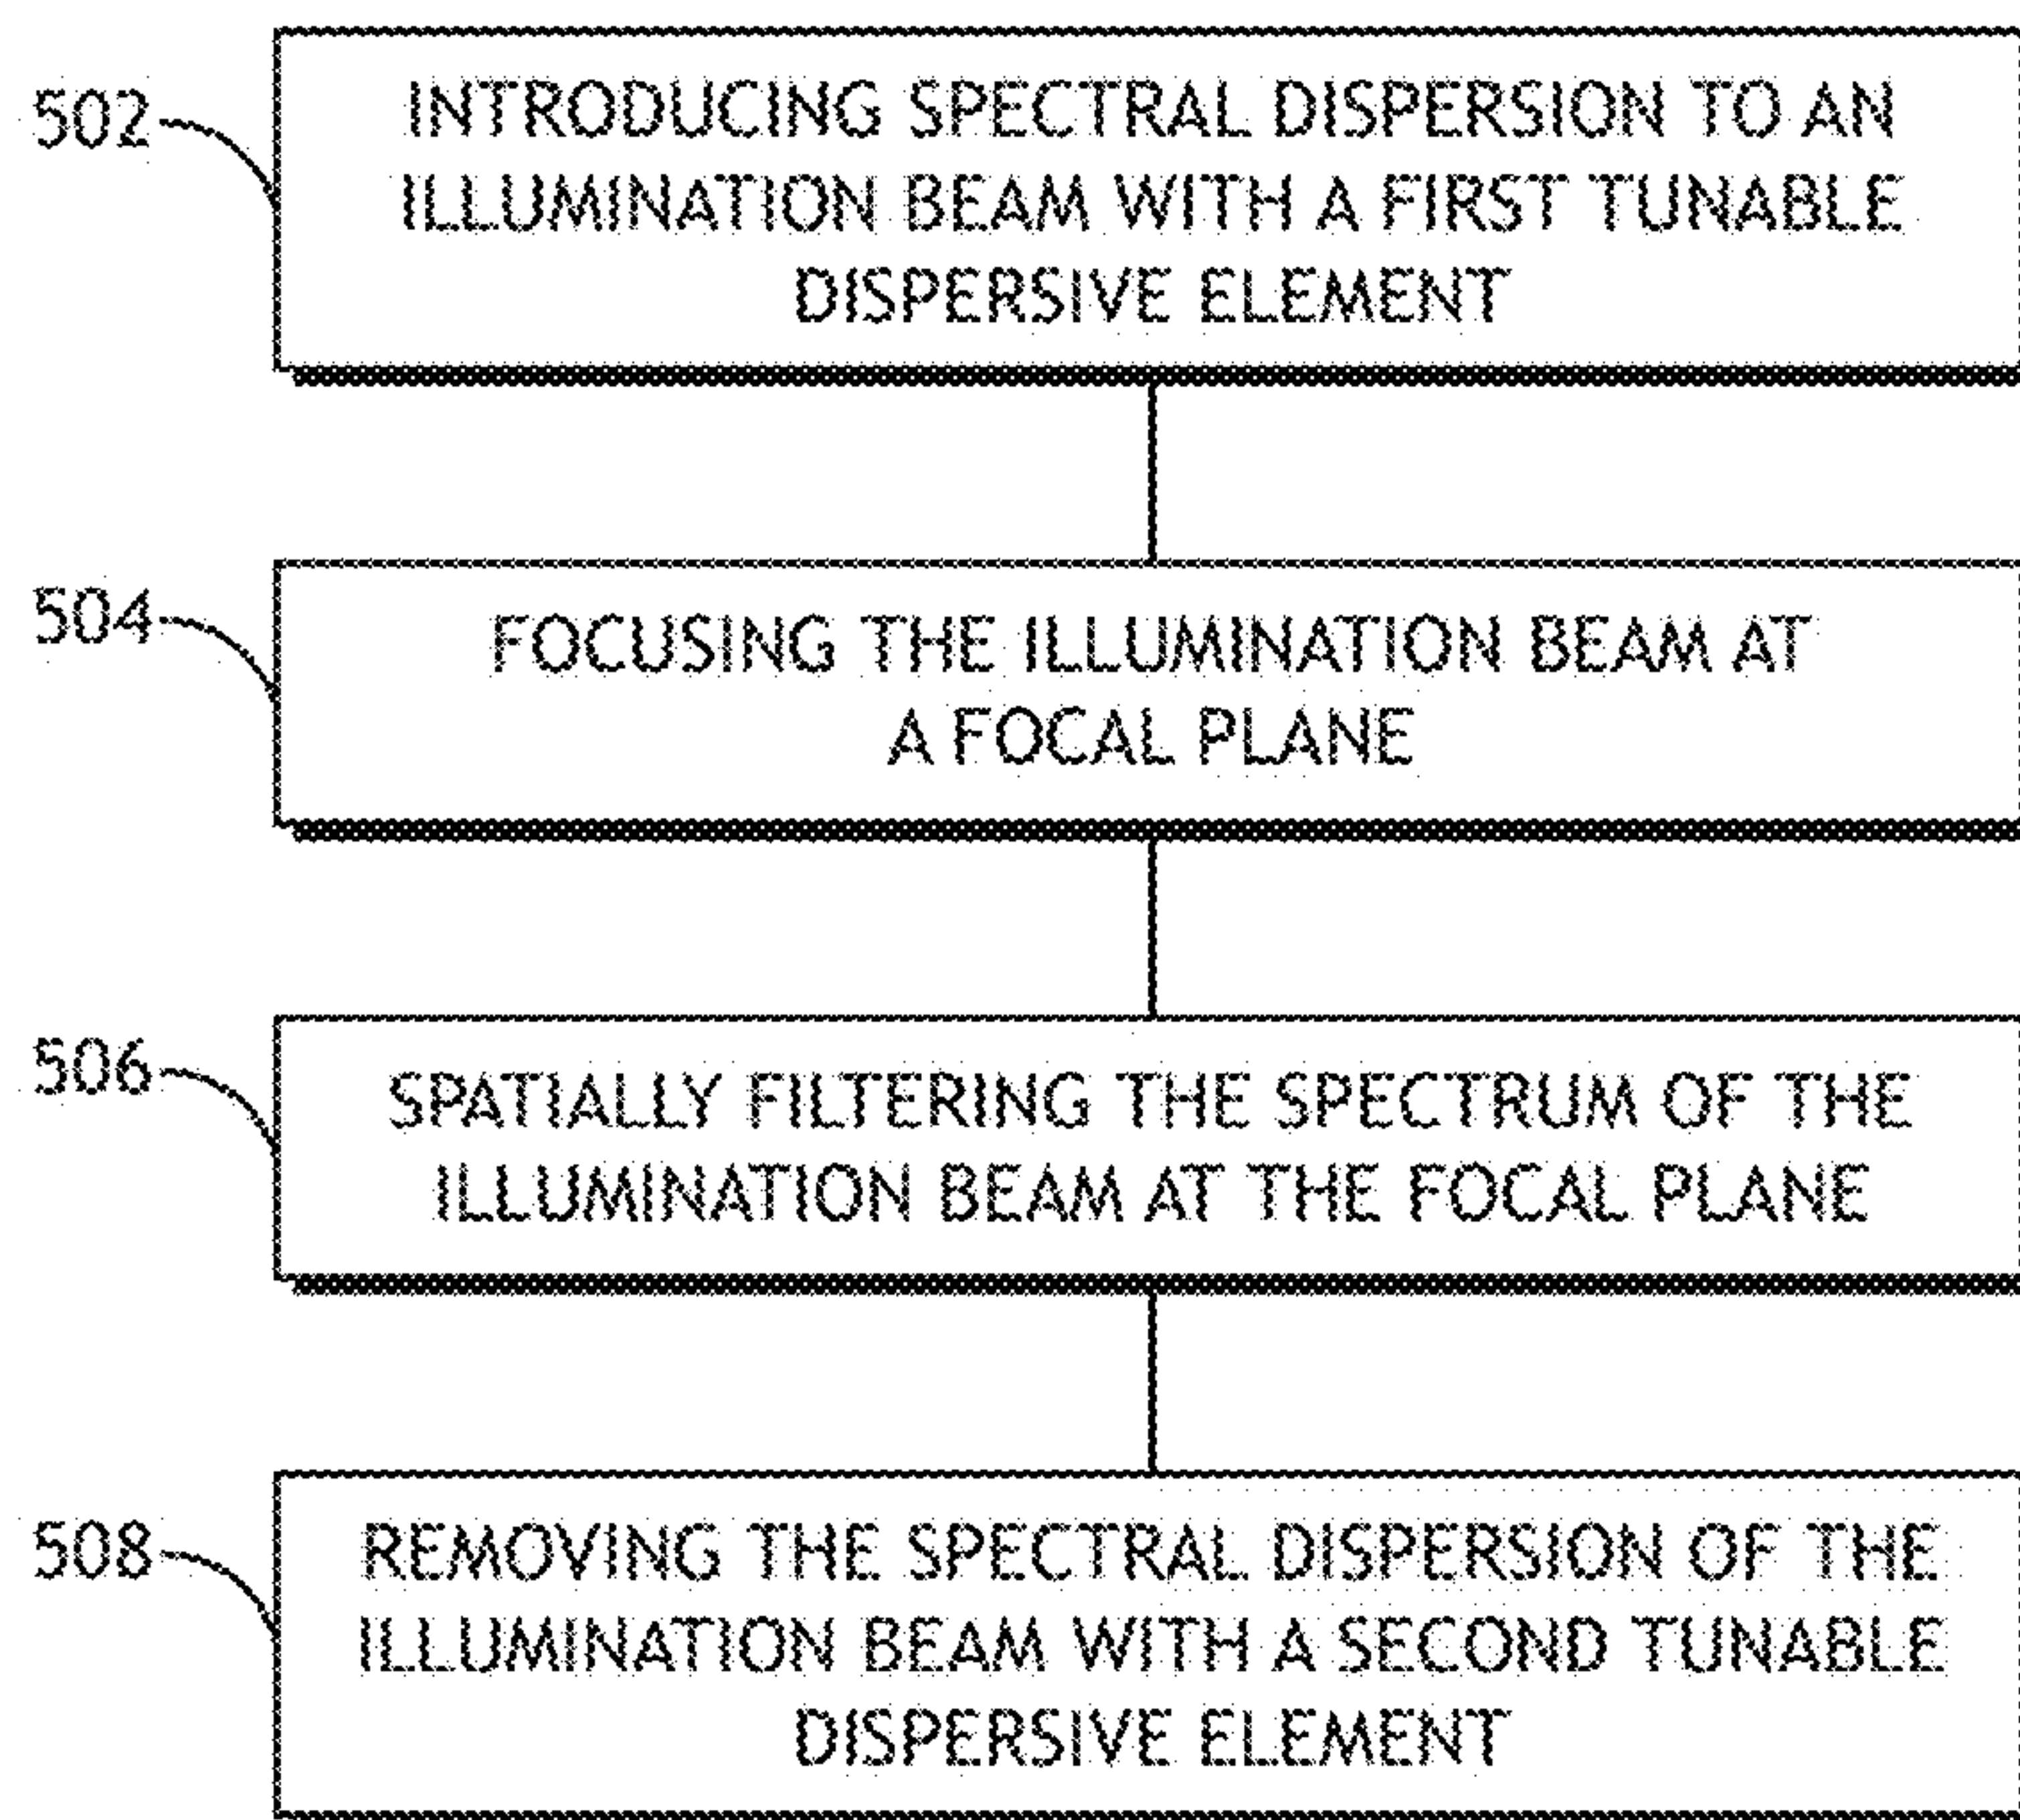 502
INTRODUCING SPECTRAL DISPERSION TO AN
ILLUMINATION BEAM WITH A FIRST TUNABLE
DISPERSIVE ELEMENT
504
FOCUSING THE ILLUMINATION BEAM AT
A FOCAL PLANE
506
SPATIALLY FILTERING THE SPECTRUM OF THE
ILLUMINATION BEAM AT THE FOCAL PLANE
508
REMOVING THE SPECTRAL DISPERSION OF THE
ILLUMINATION BEAM WITH A SECOND TUNABLE
DISPERSIVE ELEMENT